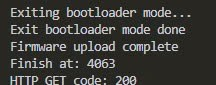 Exiting bootloader mode...
Exit bootloader mode done
Firmware upload complete
Finish at: 4063
HTTP GET code: 200